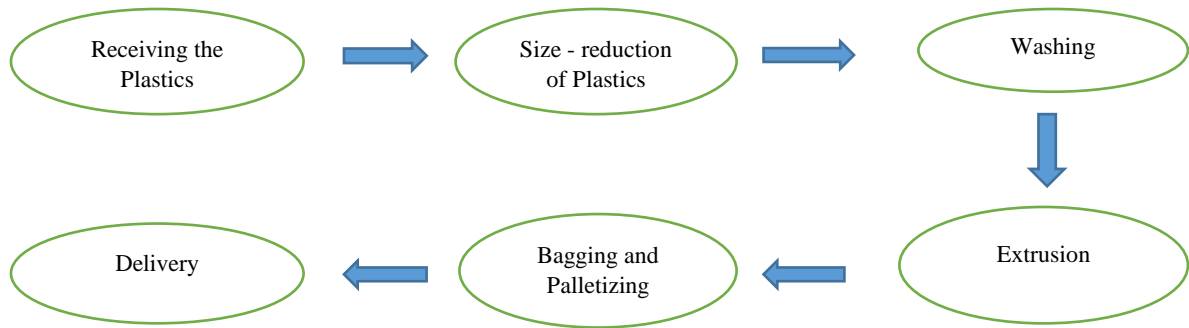 Receiving the
Plastics
Size - reduction
of Plastics
Washing
Extrusion
Bagging and
Palletizing
Delivery